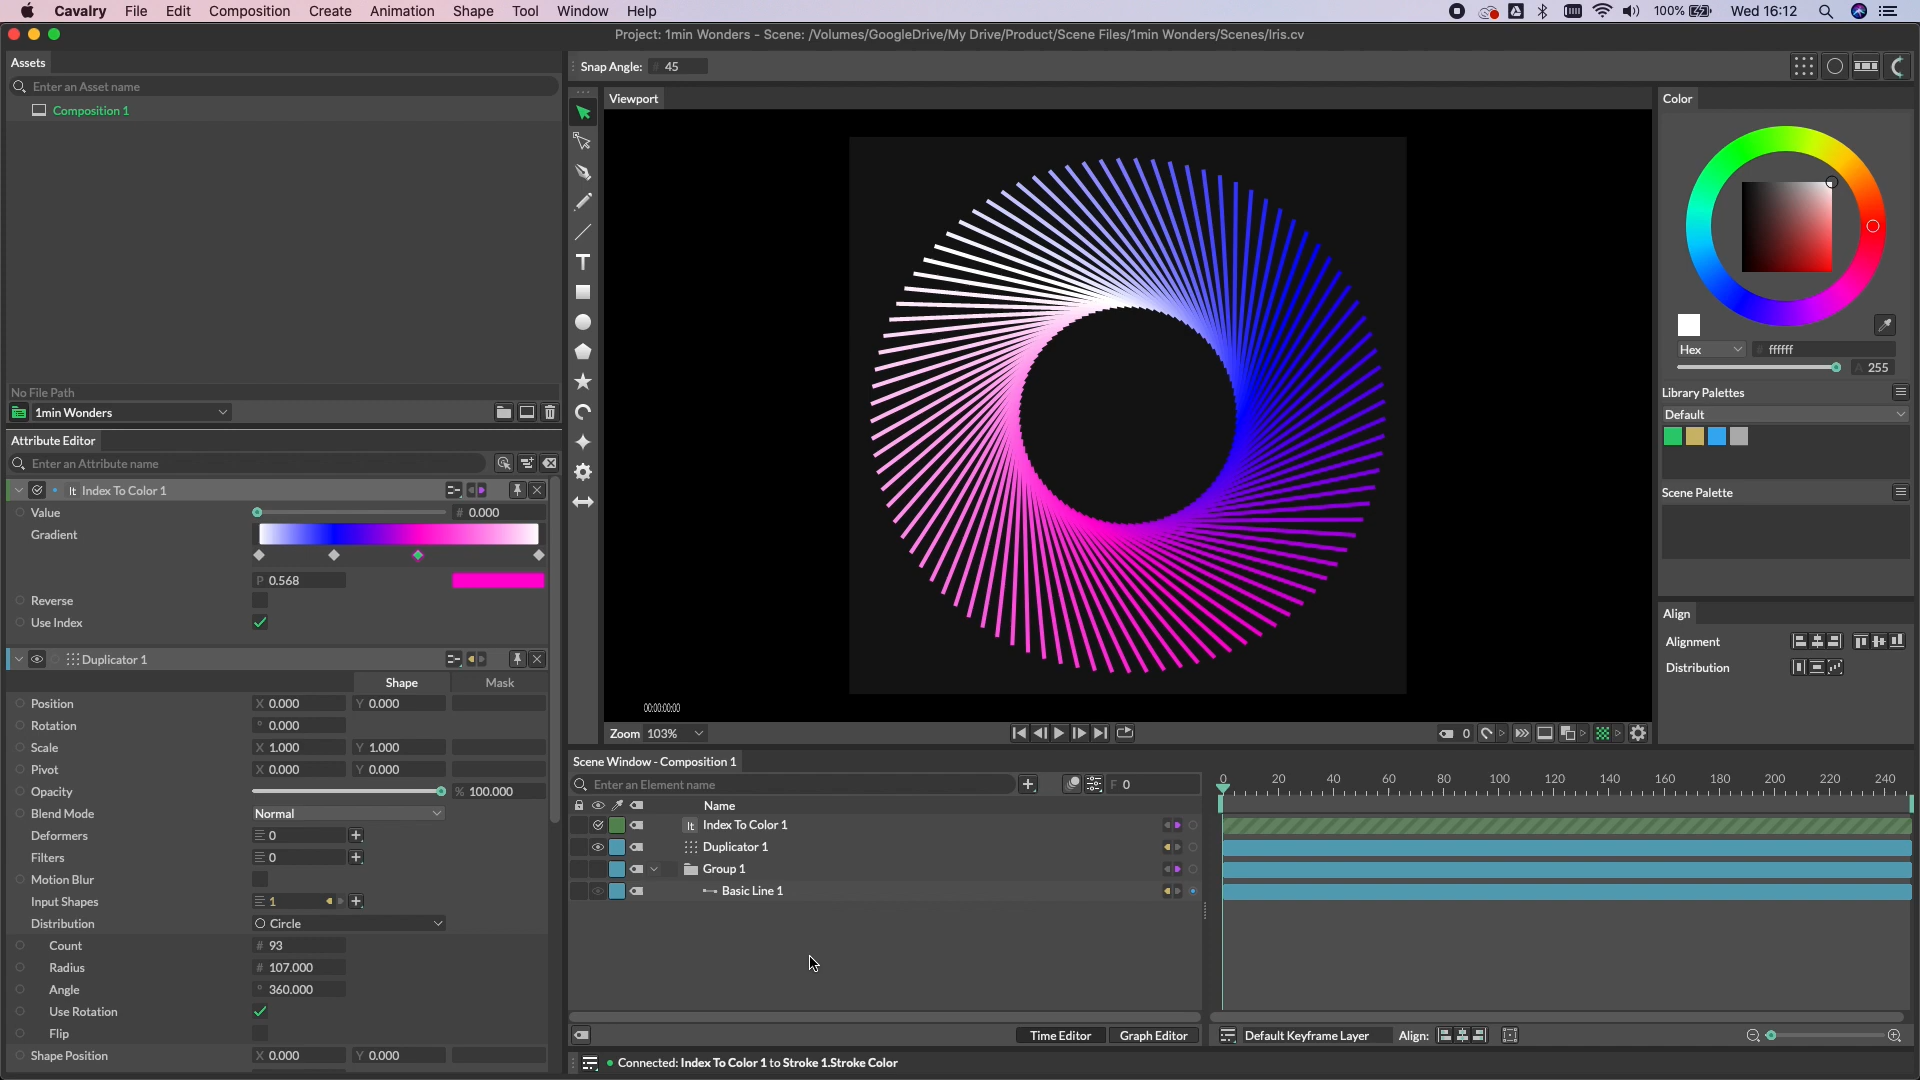 Cavalry File Edit Composition Create Animation Shape Tool Window Help 100% Wed 16:12
Project: 1min Wonders - Scene: /Volumes/GoogleDrive/My Drive/Product/Scene Files/1min Wonders/Scenes/Iris.cv
Assets
Enter an Asset name
Composition 1
No File Path
1min Wonders
Attribute Editor
Enter an Attribute name
It Index To Color 1
Value # 0.000
Gradient
P 0.568
Reverse
Use Index
Duplicator 1
Shape Mask
Position X 0.000 Y 0.000
Rotation ° 0.000
Scale X 1.000 Y 1.000
Pivot X 0.000 Y 0.000
Opacity % 100.000
Blend Mode Normal
Deformers 0 +
Filters 0 +
Motion Blur
Input Shapes 1 +
Distribution Circle
Count # 93
Radius # 107.000
Angle ° 360.000
Use Rotation
Flip
Shape Position X 0.000 Y 0.000
Snap Angle: # 45
Viewport
00:00:00:00
Zoom 103%
0
Color
Hex # ffffff
A 255
Library Palettes
Default
Scene Palette
Align
Alignment
Distribution
Scene Window - Composition 1
Enter an Element name + F 0
Name
It Index To Color 1
Duplicator 1
Group 1
Basic Line 1
0 20 40 60 80 100 120 140 160 180 200 220 240
Time Editor Graph Editor
Default Keyframe Layer Align:
Connected: Index To Color 1 to Stroke 1.Stroke Color